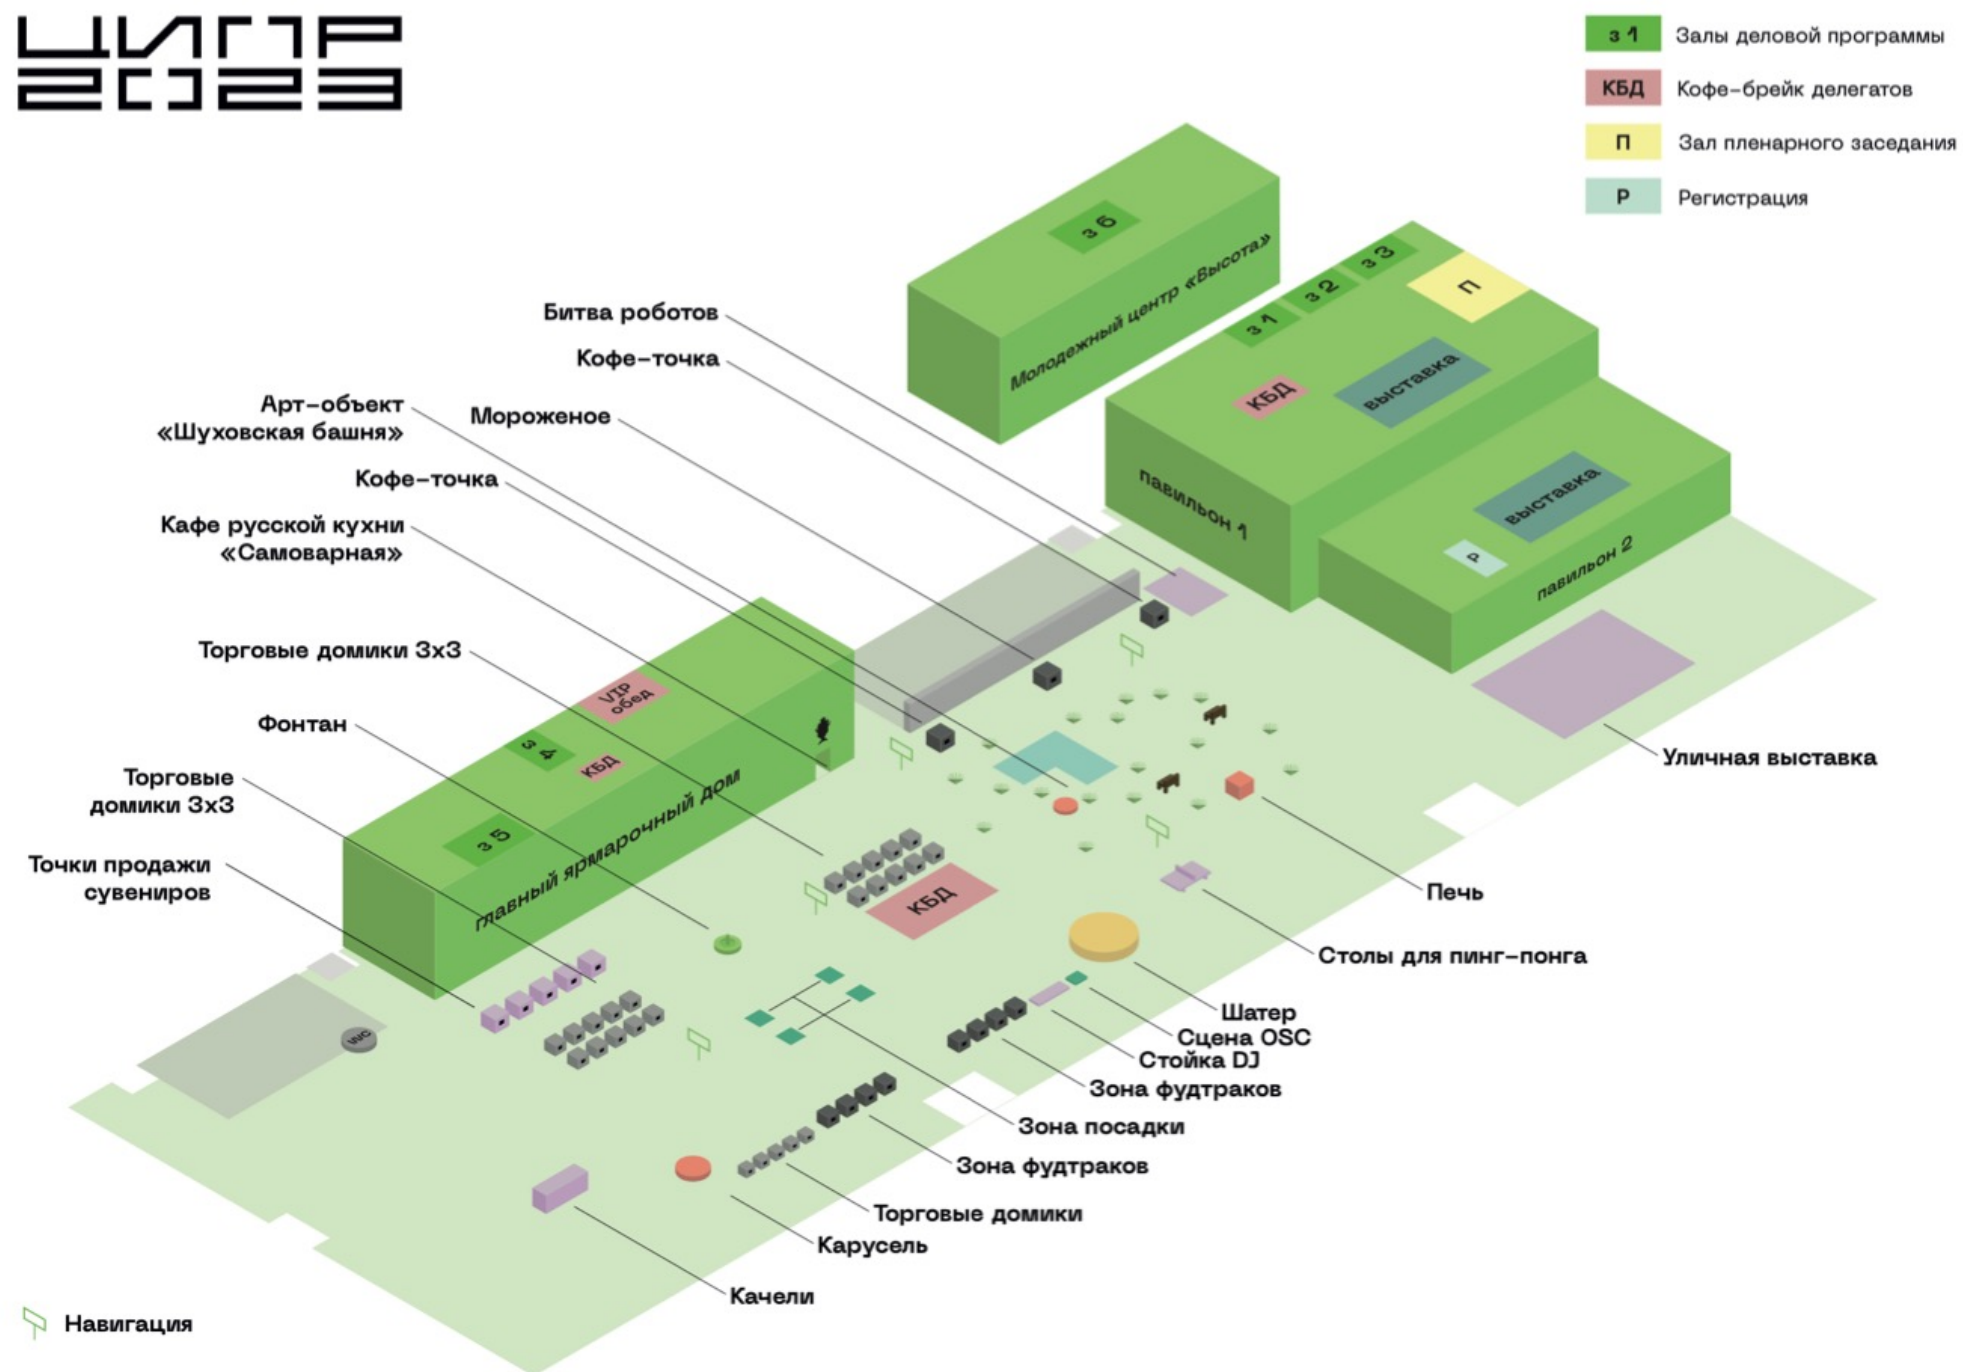 ЦИПР
2023
з 1 Залы деловой программы
КБД Кофе-брейк делегатов
П Зал пленарного заседания
Р Регистрация
з 6
Молодежный центр «Высота»
з 1
з 2
з 3
П
КБД
выставка
павильон 1
выставка
Р
павильон 2
Битва роботов
Кофе-точка
Арт-объект
«Шуховская башня»
Мороженое
Кофе-точка
Кафе русской кухни
«Самоварная»
Торговые домики 3х3
VIP
обед
з 4
КБД
з 5
главный ярмарочный дом
Фонтан
Торговые
домики 3х3
Точки продажи
сувениров
КБД
WC
Уличная выставка
Печь
Столы для пинг-понга
Шатер
Сцена OSC
Стойка DJ
Зона фудтраков
Зона посадки
Зона фудтраков
Торговые домики
Карусель
Качели
Навигация